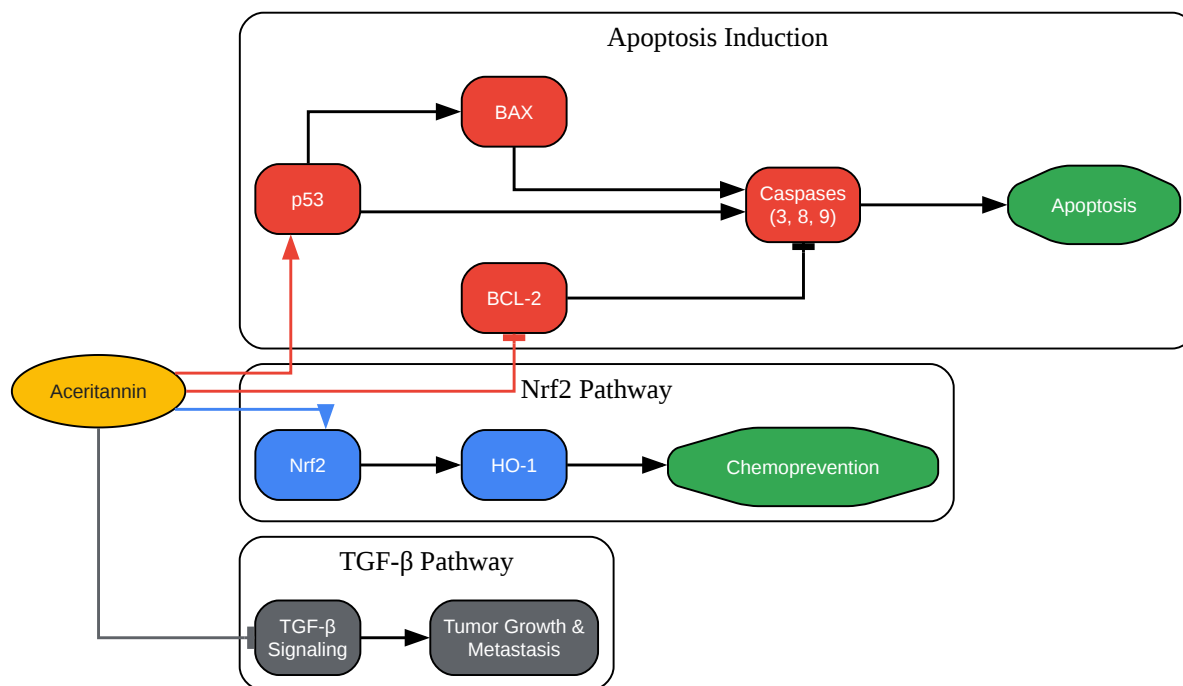 Apoptosis Induction
BAX
p53
Caspases
(3, 8, 9)
Apoptosis
BCL-2
Aceritannin
Nrf2 Pathway
Nrf2
HO-1
Chemoprevention
TGF-β Pathway
TGF-β
Signaling
Tumor Growth &
Metastasis